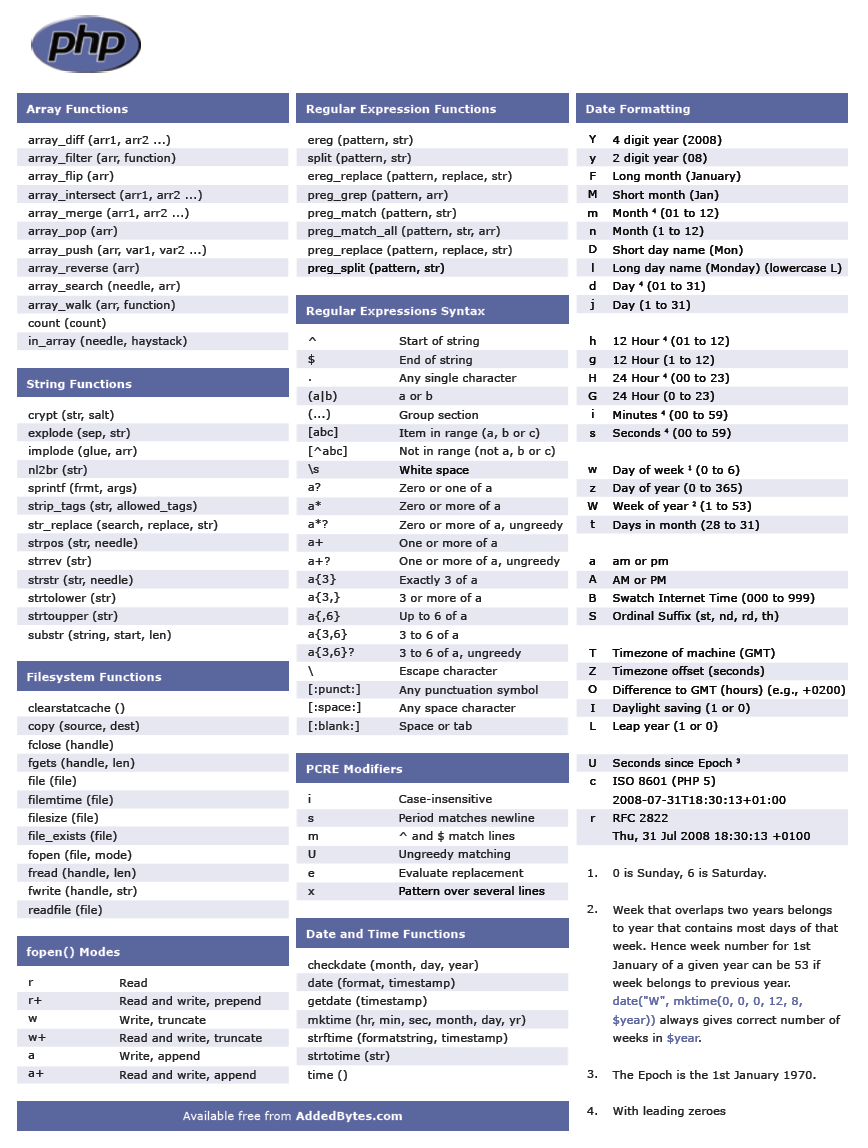 php
Array Functions
array_diff (arr1, arr2 ...)
array_filter (arr, function)
array_flip (arr)
array_intersect (arr1, arr2 ...)
array_merge (arr1, arr2 ...)
array_pop (arr)
array_push (arr, var1, var2 ...)
array_reverse (arr)
array_search (needle, arr)
array_walk (arr, function)
count (count)
in_array (needle, haystack)
String Functions
crypt (str, salt)
explode (sep, str)
implode (glue, arr)
nl2br (str)
sprintf (frmt, args)
strip_tags (str, allowed_tags)
str_replace (search, replace, str)
strpos (str, needle)
strrev (str)
strstr (str, needle)
strtolower (str)
strtoupper (str)
substr (string, start, len)
Filesystem Functions
clearstatcache ()
copy (source, dest)
fclose (handle)
fgets (handle, len)
file (file)
filemtime (file)
filesize (file)
file_exists (file)
fopen (file, mode)
fread (handle, len)
fwrite (handle, str)
readfile (file)
fopen() Modes
r Read
r+ Read and write, prepend
w Write, truncate
w+ Read and write, truncate
a Write, append
a+ Read and write, append
Regular Expression Functions
ereg (pattern, str)
split (pattern, str)
ereg_replace (pattern, replace, str)
preg_grep (pattern, arr)
preg_match (pattern, str)
preg_match_all (pattern, str, arr)
preg_replace (pattern, replace, str)
preg_split (pattern, str)
Regular Expressions Syntax
^ Start of string
$ End of string
. Any single character
(a|b) a or b
(...) Group section
[abc] Item in range (a, b or c)
[^abc] Not in range (not a, b or c)
\s White space
a? Zero or one of a
a* Zero or more of a
a*? Zero or more of a, ungreedy
a+ One or more of a
a+? One or more of a, ungreedy
a{3} Exactly 3 of a
a{3,} 3 or more of a
a{,6} Up to 6 of a
a{3,6} 3 to 6 of a
a{3,6}? 3 to 6 of a, ungreedy
\ Escape character
[:punct:] Any punctuation symbol
[:space:] Any space character
[:blank:] Space or tab
PCRE Modifiers
i Case-insensitive
s Period matches newline
m ^ and $ match lines
U Ungreedy matching
e Evaluate replacement
x Pattern over several lines
Date and Time Functions
checkdate (month, day, year)
date (format, timestamp)
getdate (timestamp)
mktime (hr, min, sec, month, day, yr)
strftime (formatstring, timestamp)
strtotime (str)
time ()
Date Formatting
Y 4 digit year (2008)
y 2 digit year (08)
F Long month (January)
M Short month (Jan)
m Month ⁴ (01 to 12)
n Month (1 to 12)
D Short day name (Mon)
l Long day name (Monday) (lowercase L)
d Day ⁴ (01 to 31)
j Day (1 to 31)
h 12 Hour ⁴ (01 to 12)
g 12 Hour (1 to 12)
H 24 Hour ⁴ (00 to 23)
G 24 Hour (0 to 23)
i Minutes ⁴ (00 to 59)
s Seconds ⁴ (00 to 59)
w Day of week ¹ (0 to 6)
z Day of year (0 to 365)
W Week of year ² (1 to 53)
t Days in month (28 to 31)
a am or pm
A AM or PM
B Swatch Internet Time (000 to 999)
S Ordinal Suffix (st, nd, rd, th)
T Timezone of machine (GMT)
Z Timezone offset (seconds)
O Difference to GMT (hours) (e.g., +0200)
I Daylight saving (1 or 0)
L Leap year (1 or 0)
U Seconds since Epoch ³
c ISO 8601 (PHP 5)
2008-07-31T18:30:13+01:00
r RFC 2822
Thu, 31 Jul 2008 18:30:13 +0100
1. 0 is Sunday, 6 is Saturday.
2. Week that overlaps two years belongs
to year that contains most days of that
week. Hence week number for 1st
January of a given year can be 53 if
week belongs to previous year.
date("W", mktime(0, 0, 0, 12, 8,
$year)) always gives correct number of
weeks in $year.
3. The Epoch is the 1st January 1970.
4. With leading zeroes
Available free from AddedBytes.com